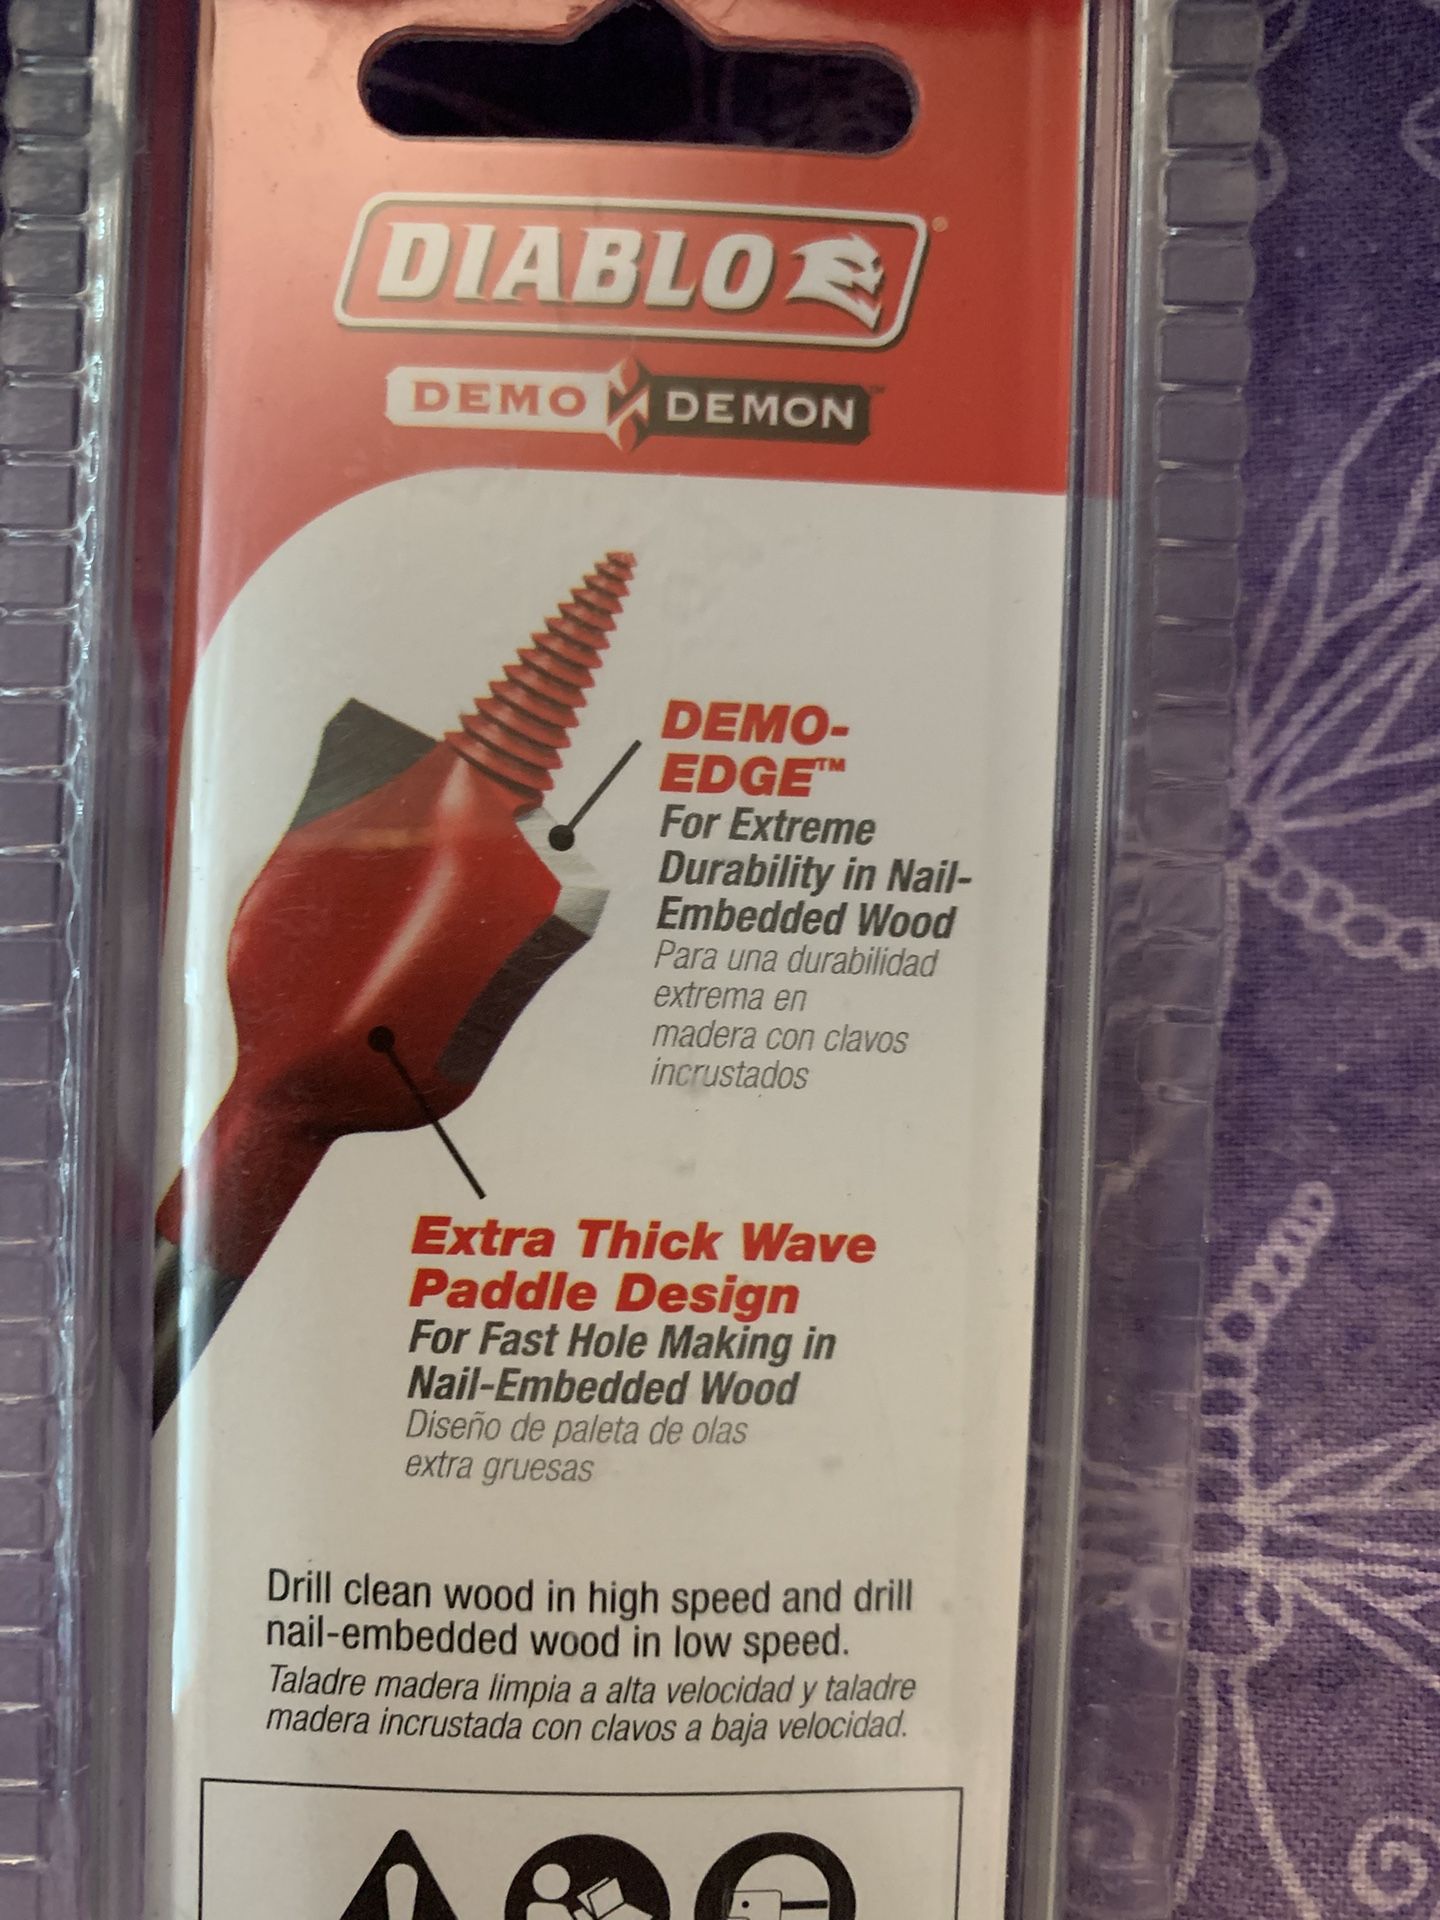 DIABLO
DEMO DEMON™
DEMO-
EDGE™
For Extreme
Durability in Nail-
Embedded Wood
Para una durabilidad
extrema en
madera con clavos
incrustados
Extra Thick Wave
Paddle Design
For Fast Hole Making in
Nail-Embedded Wood
Diseño de paleta de olas
extra gruesas
Drill clean wood in high speed and drill
nail-embedded wood in low speed.
Taladre madera limpia a alta velocidad y taladre
madera incrustada con clavos a baja velocidad.